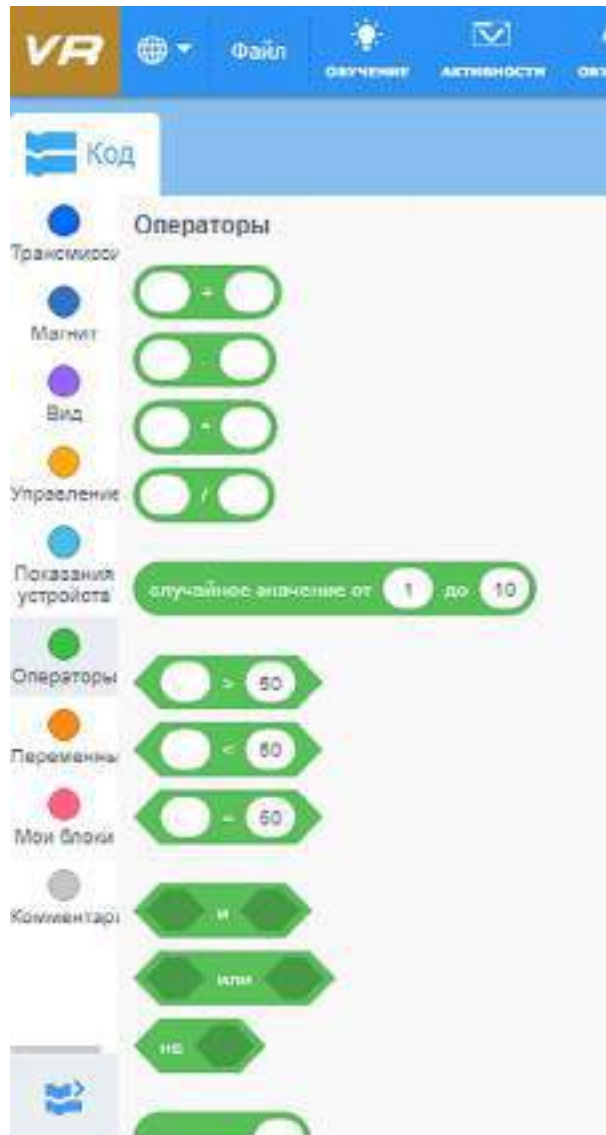 VR
Файл
ОБУЧЕНИЕ
АКТИВНОСТИ
Код
Трансмисси
Магнит
Вид
Управление
Показания
устройств
Операторы
Переменны
Мои блоки
Комментари
Операторы
+
-
*
/
случайное значение от 1 до 10
> 50
< 50
= 50
и
или
не